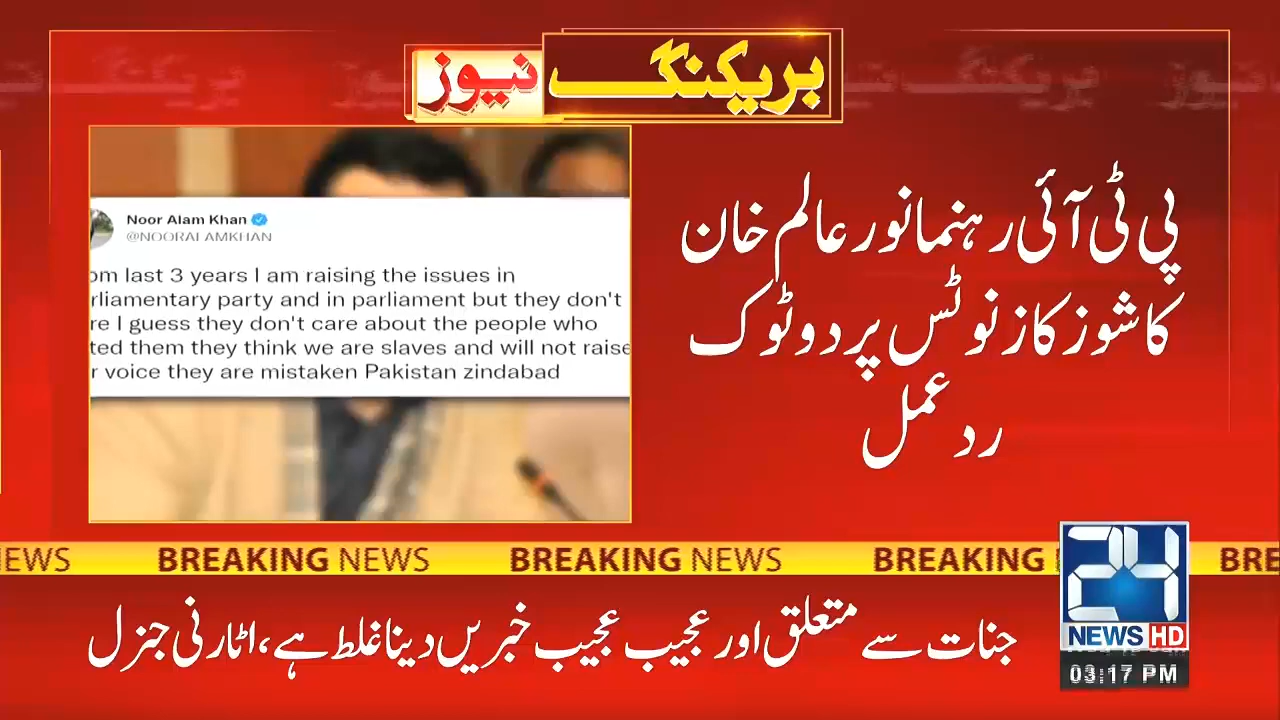 بریکنگ نیوز
Noor Alam Khan
@NOORALAMKHAN
om last 3 years I am raising the issues in
rliamentary party and in parliament but they don't
re I guess they don't care about the people who
ted them they think we are slaves and will not raise
r voice they are mistaken Pakistan zindabad
پی ٹی آئی رہنما نور عالم خان
کا شوز کاز نوٹس پر دو ٹوک
رد عمل
EWS BREAKING NEWS BREAKING NEWS BREAKING BRE
جنات سے متعلق اور عجیب عجیب خبریں دینا غلط ہے، اٹارنی جنرل
24
NEWS HD
03:17 PM